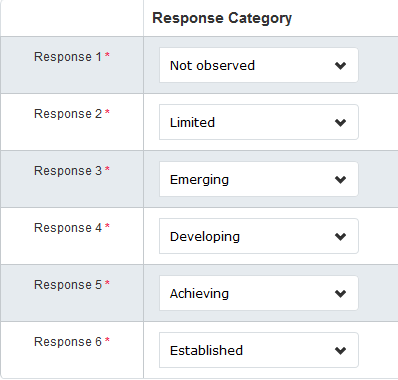 Response Category
Response 1 * Not observed
Response 2 * Limited
Response 3 * Emerging
Response 4 * Developing
Response 5 * Achieving
Response 6 * Established